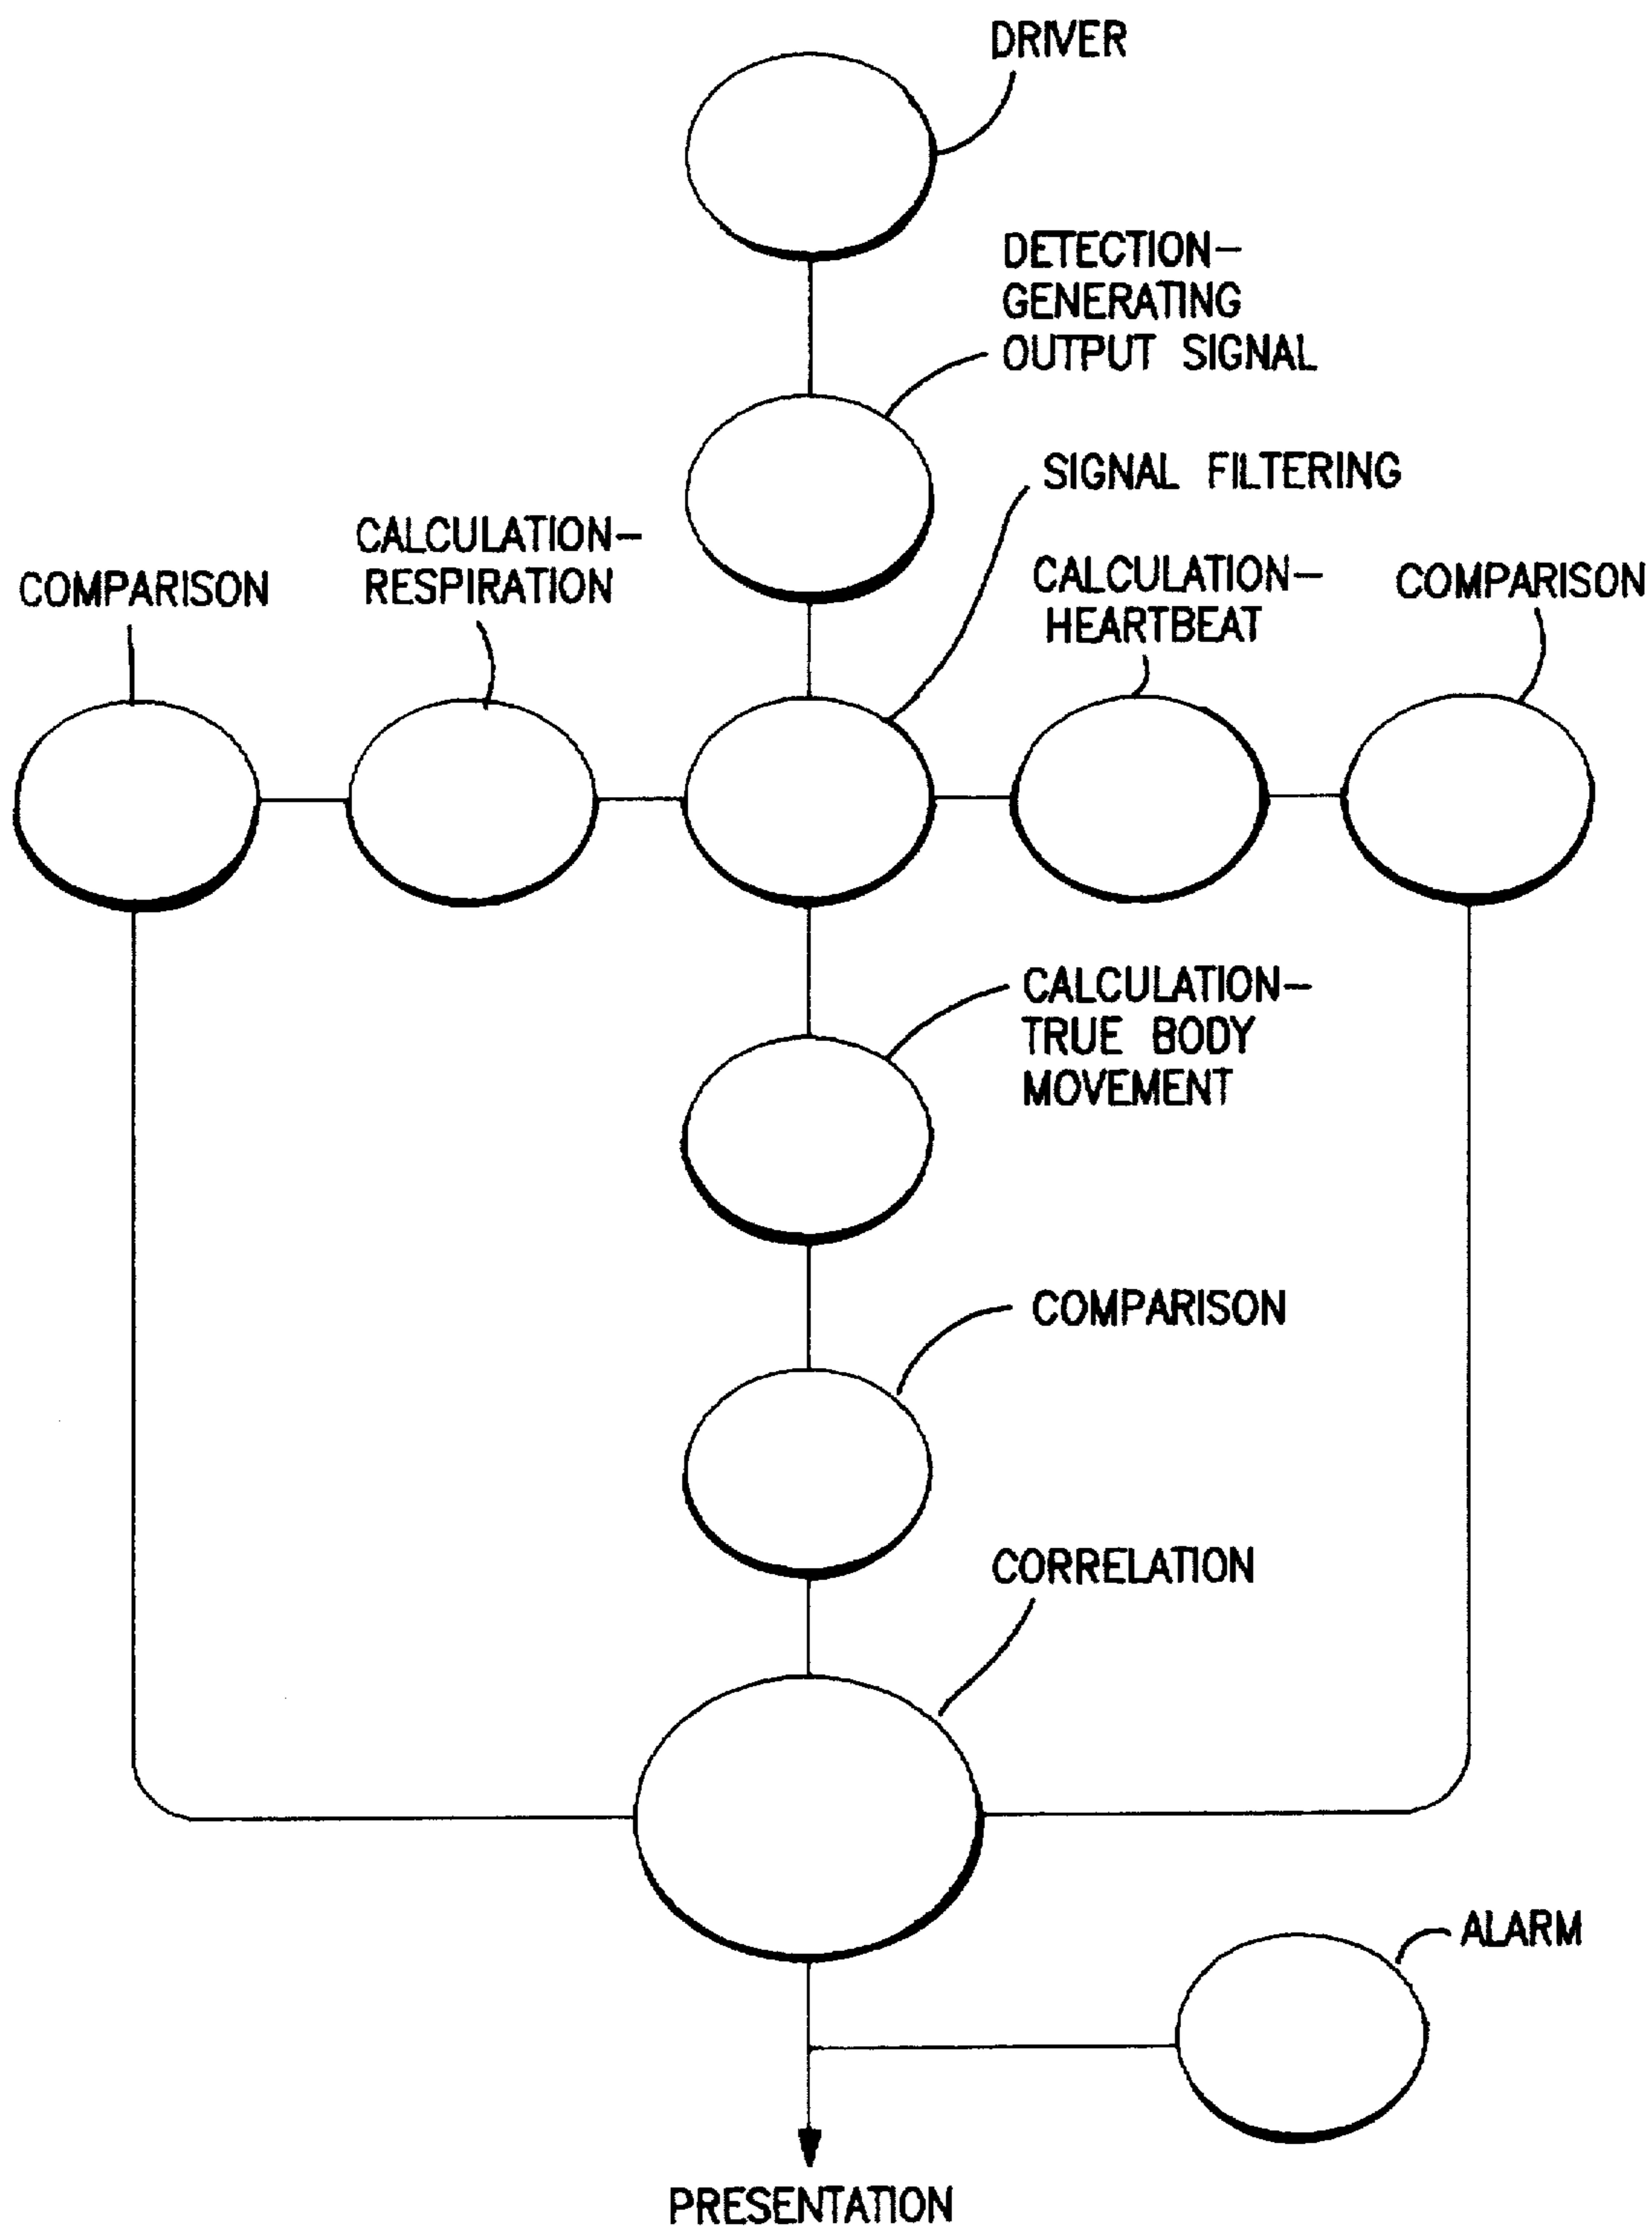 DRIVER
DETECTION-
GENERATING
OUTPUT SIGNAL
SIGNAL FILTERING
CALCULATION-
RESPIRATION
COMPARISON
CALCULATION-
HEARTBEAT
COMPARISON
CALCULATION-
TRUE BODY
MOVEMENT
COMPARISON
CORRELATION
ALARM
PRESENTATION